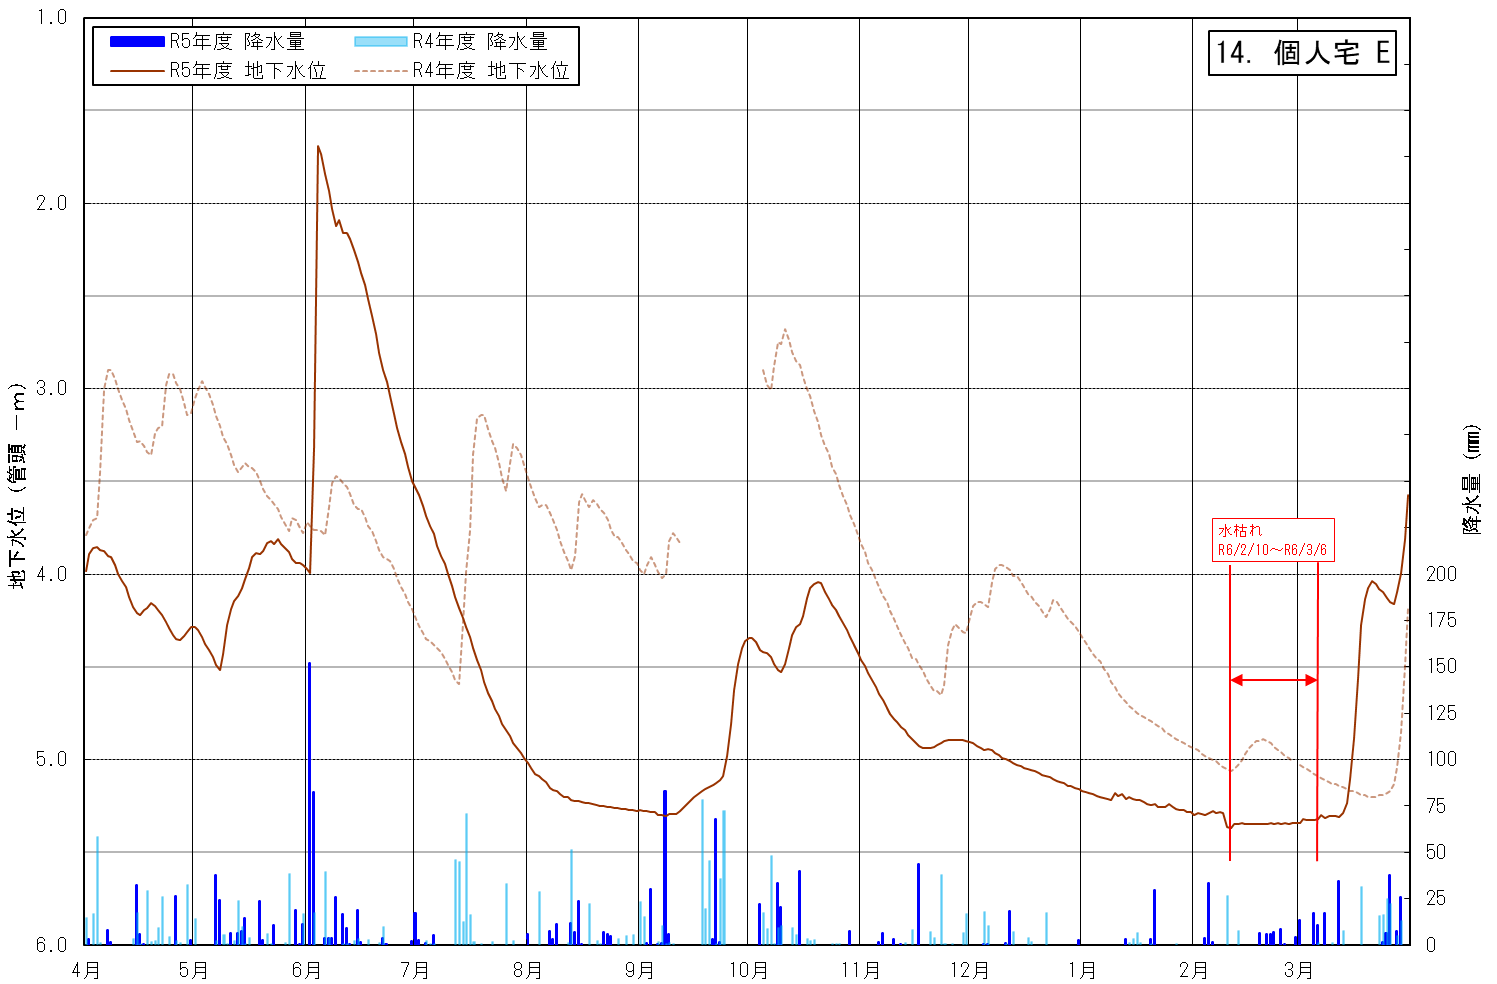 1.0
R5年度 降水量
R4年度 降水量
R5年度 地下水位
R4年度 地下水位
14. 個人宅 E
2.0
3.0
4.0
5.0
6.0
地下水位 (管頭 －m)
水枯れ
R6/2/10～R6/3/6
200
175
150
125
100
75
50
25
0
降水量 (㎜)
4月 5月 6月 7月 8月 9月 10月 11月 12月 1月 2月 3月